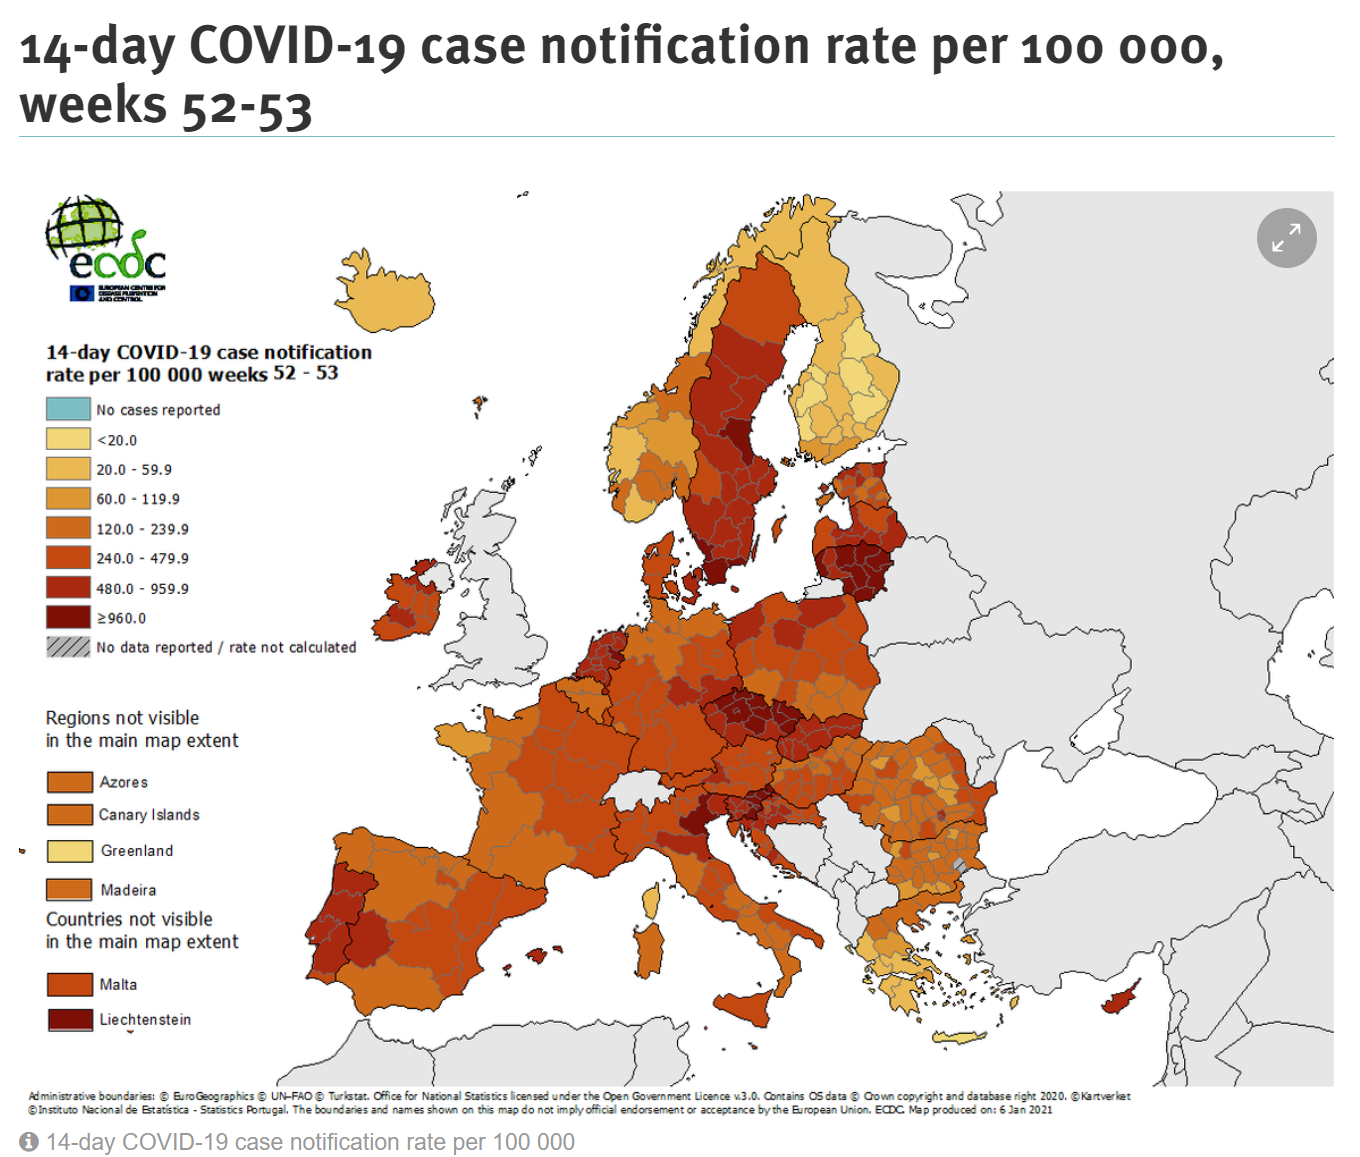 14-day COVID-19 case notification rate per 100 000,
weeks 52-53
ecdc
EUROPEAN CENTRE FOR
DISEASE PREVENTION
AND CONTROL
14-day COVID-19 case notification
rate per 100 000 weeks 52 - 53
No cases reported
<20.0
20.0 - 59.9
60.0 - 119.9
120.0 - 239.9
240.0 - 479.9
480.0 - 959.9
≥960.0
No data reported / rate not calculated
Regions not visible
in the main map extent
Azores
Canary Islands
Greenland
Madeira
Countries not visible
in the main map extent
Malta
Liechtenstein
Administrative boundaries: © EuroGeographics © UN-FAO © Turkstat. Office for National Statistics licensed under the Open Government Licence v.3.0. Contains OS data © Crown copyright and database right 2020, ©Kartverket
©Instituto Nacional de Estatística - Statistics Portugal. The boundaries and names shown on this map do not imply official endorsement or acceptance by the European Union. ECDC. Map produced on: 6 Jan 2021
14-day COVID-19 case notification rate per 100 000